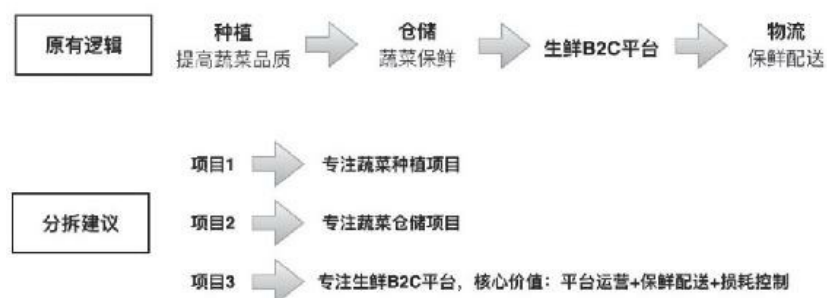 原有逻辑
种植
提高蔬菜品质
仓储
蔬菜保鲜
生鲜B2C平台
物流
保鲜配送
分拆建议
项目1
专注蔬菜种植项目
项目2
专注蔬菜仓储项目
项目3
专注生鲜B2C平台，核心价值：平台运营+保鲜配送+损耗控制